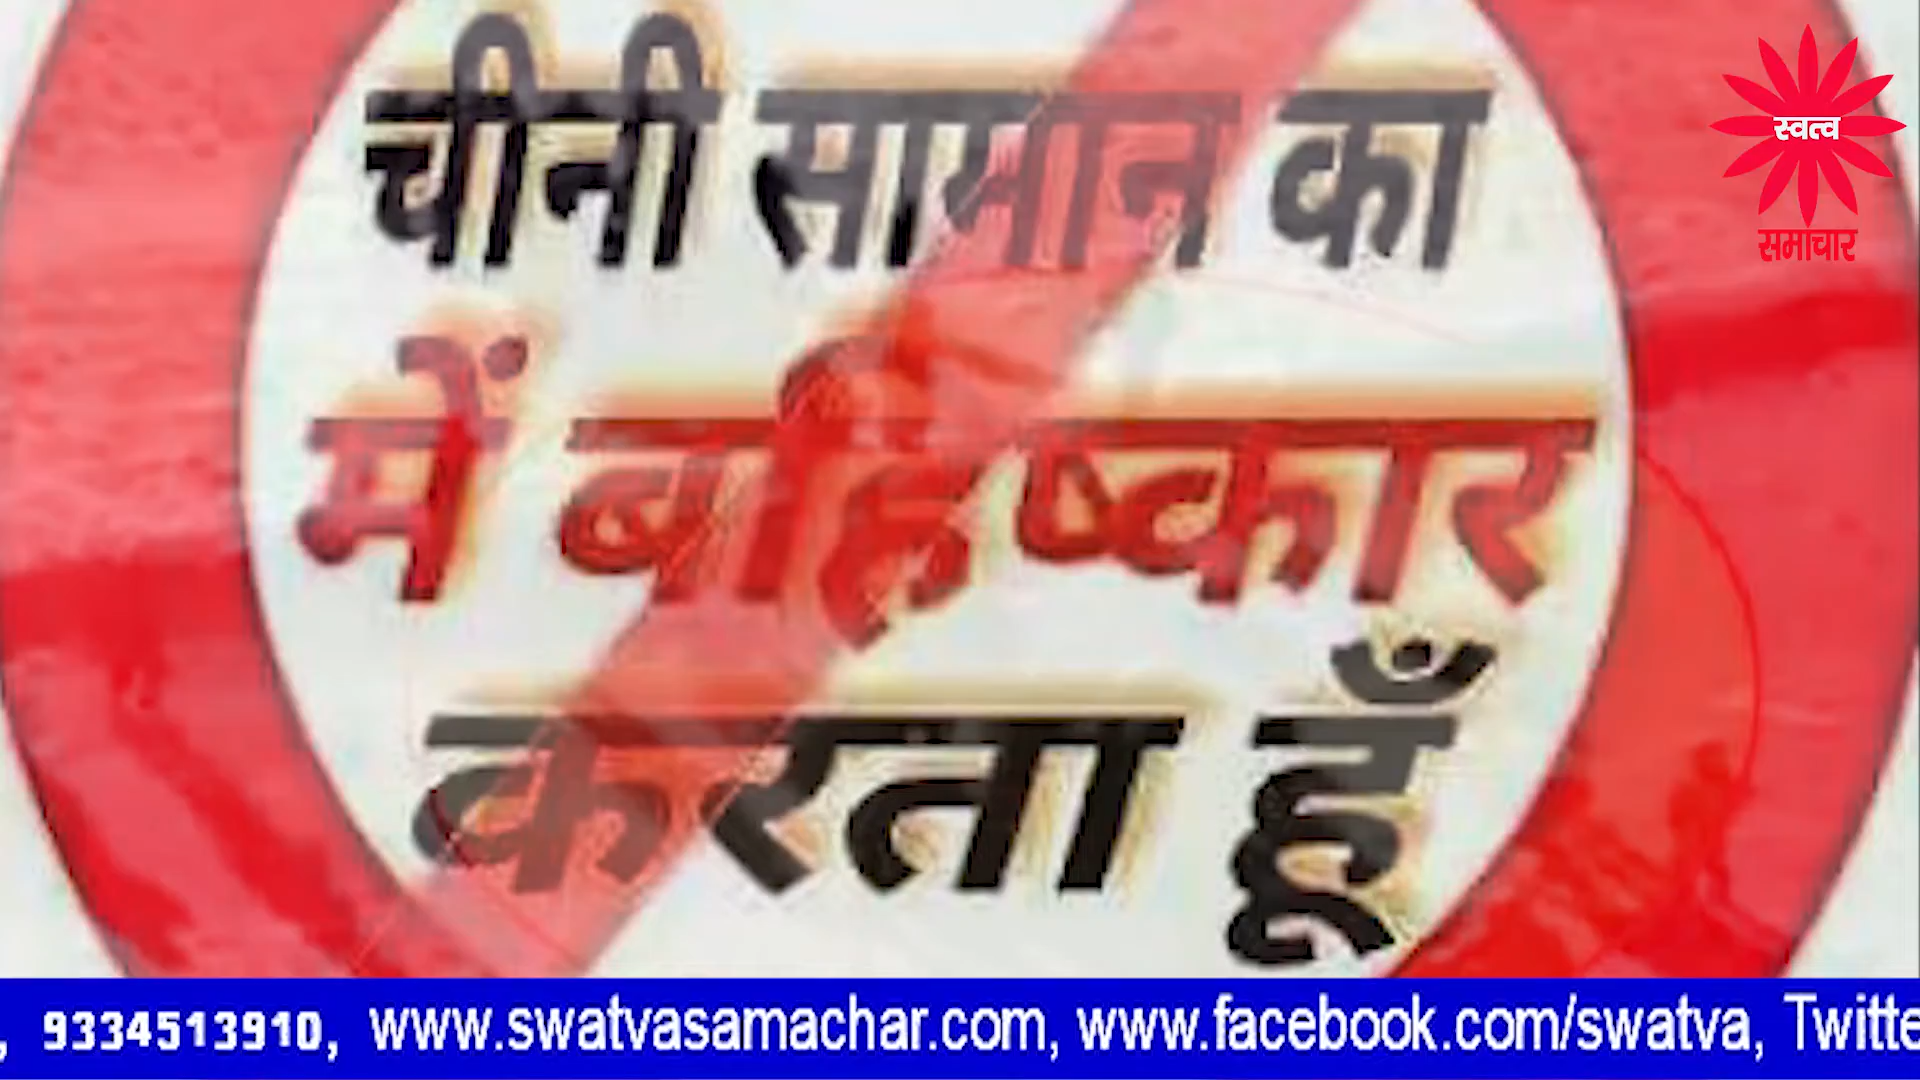 चीनी सामान का
में बहिष्कार
करता हूँ
स्वत्व
समाचार
, 9334513910, www.swatvasamachar.com, www.facebook.com/swatva, Twitte